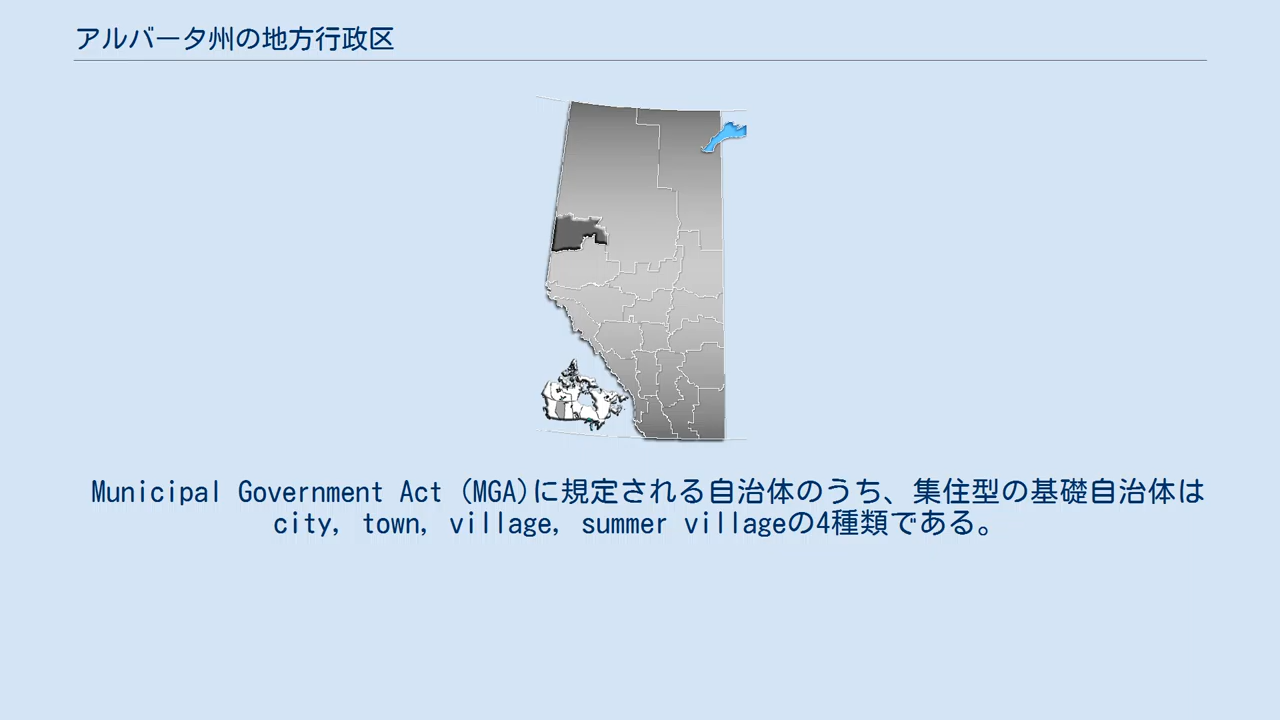 アルバータ州の地方行政区
Municipal Government Act (MGA)に規定される自治体のうち、集住型の基礎自治体は
city, town, village, summer villageの4種類である。